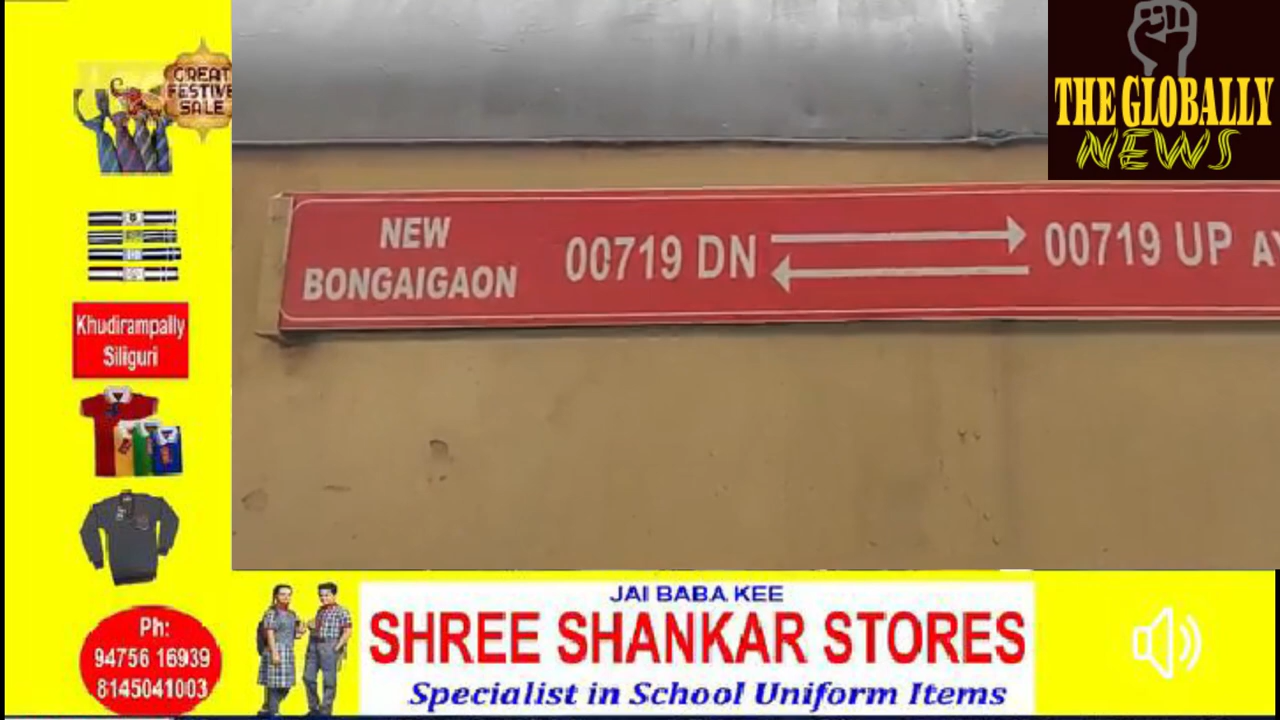 GREAT
FESTIVE
SALE
THE GLOBALLY
NEWS
NEW
BONGAIGAON
00719 DN
00719 UP
Khudirampally
Siliguri
Ph:
94756 16939
8145041003
JAI BABA KEE
SHREE SHANKAR STORES
Specialist in School Uniform Items